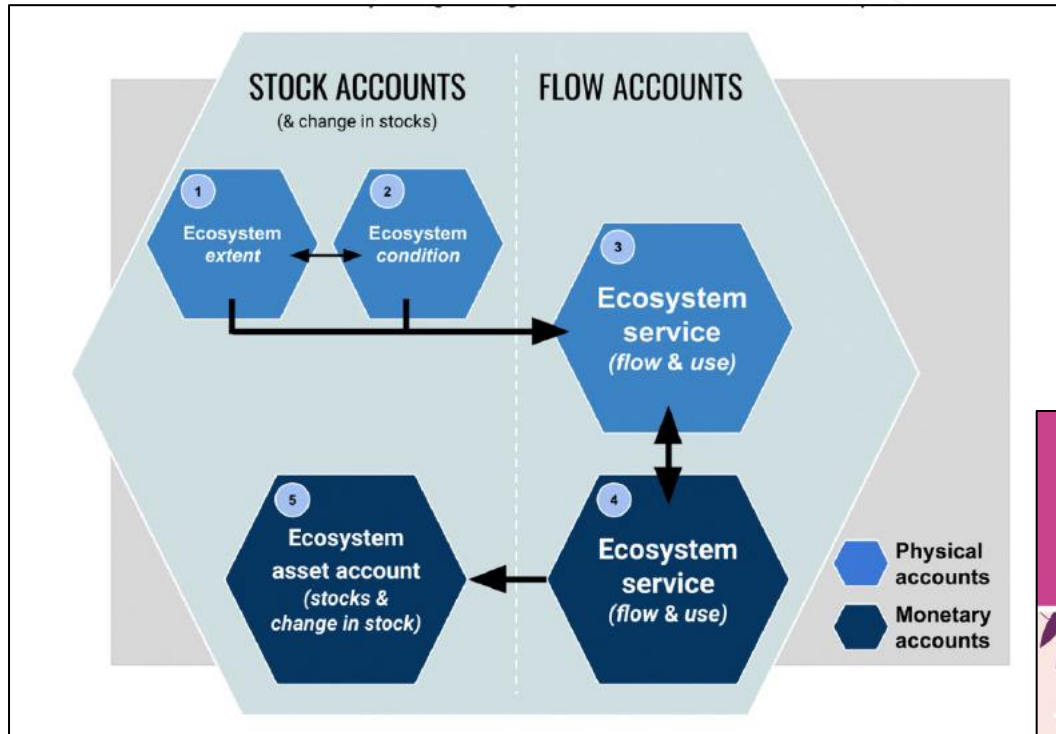 STOCK ACCOUNTS
(& change in stocks)
FLOW ACCOUNTS
1
Ecosystem
extent
2
Ecosystem
condition
3
Ecosystem
service
(flow & use)
5
Ecosystem
asset account
(stocks &
change in stock)
4
Ecosystem
service
(flow & use)
Physical
accounts
Monetary
accounts